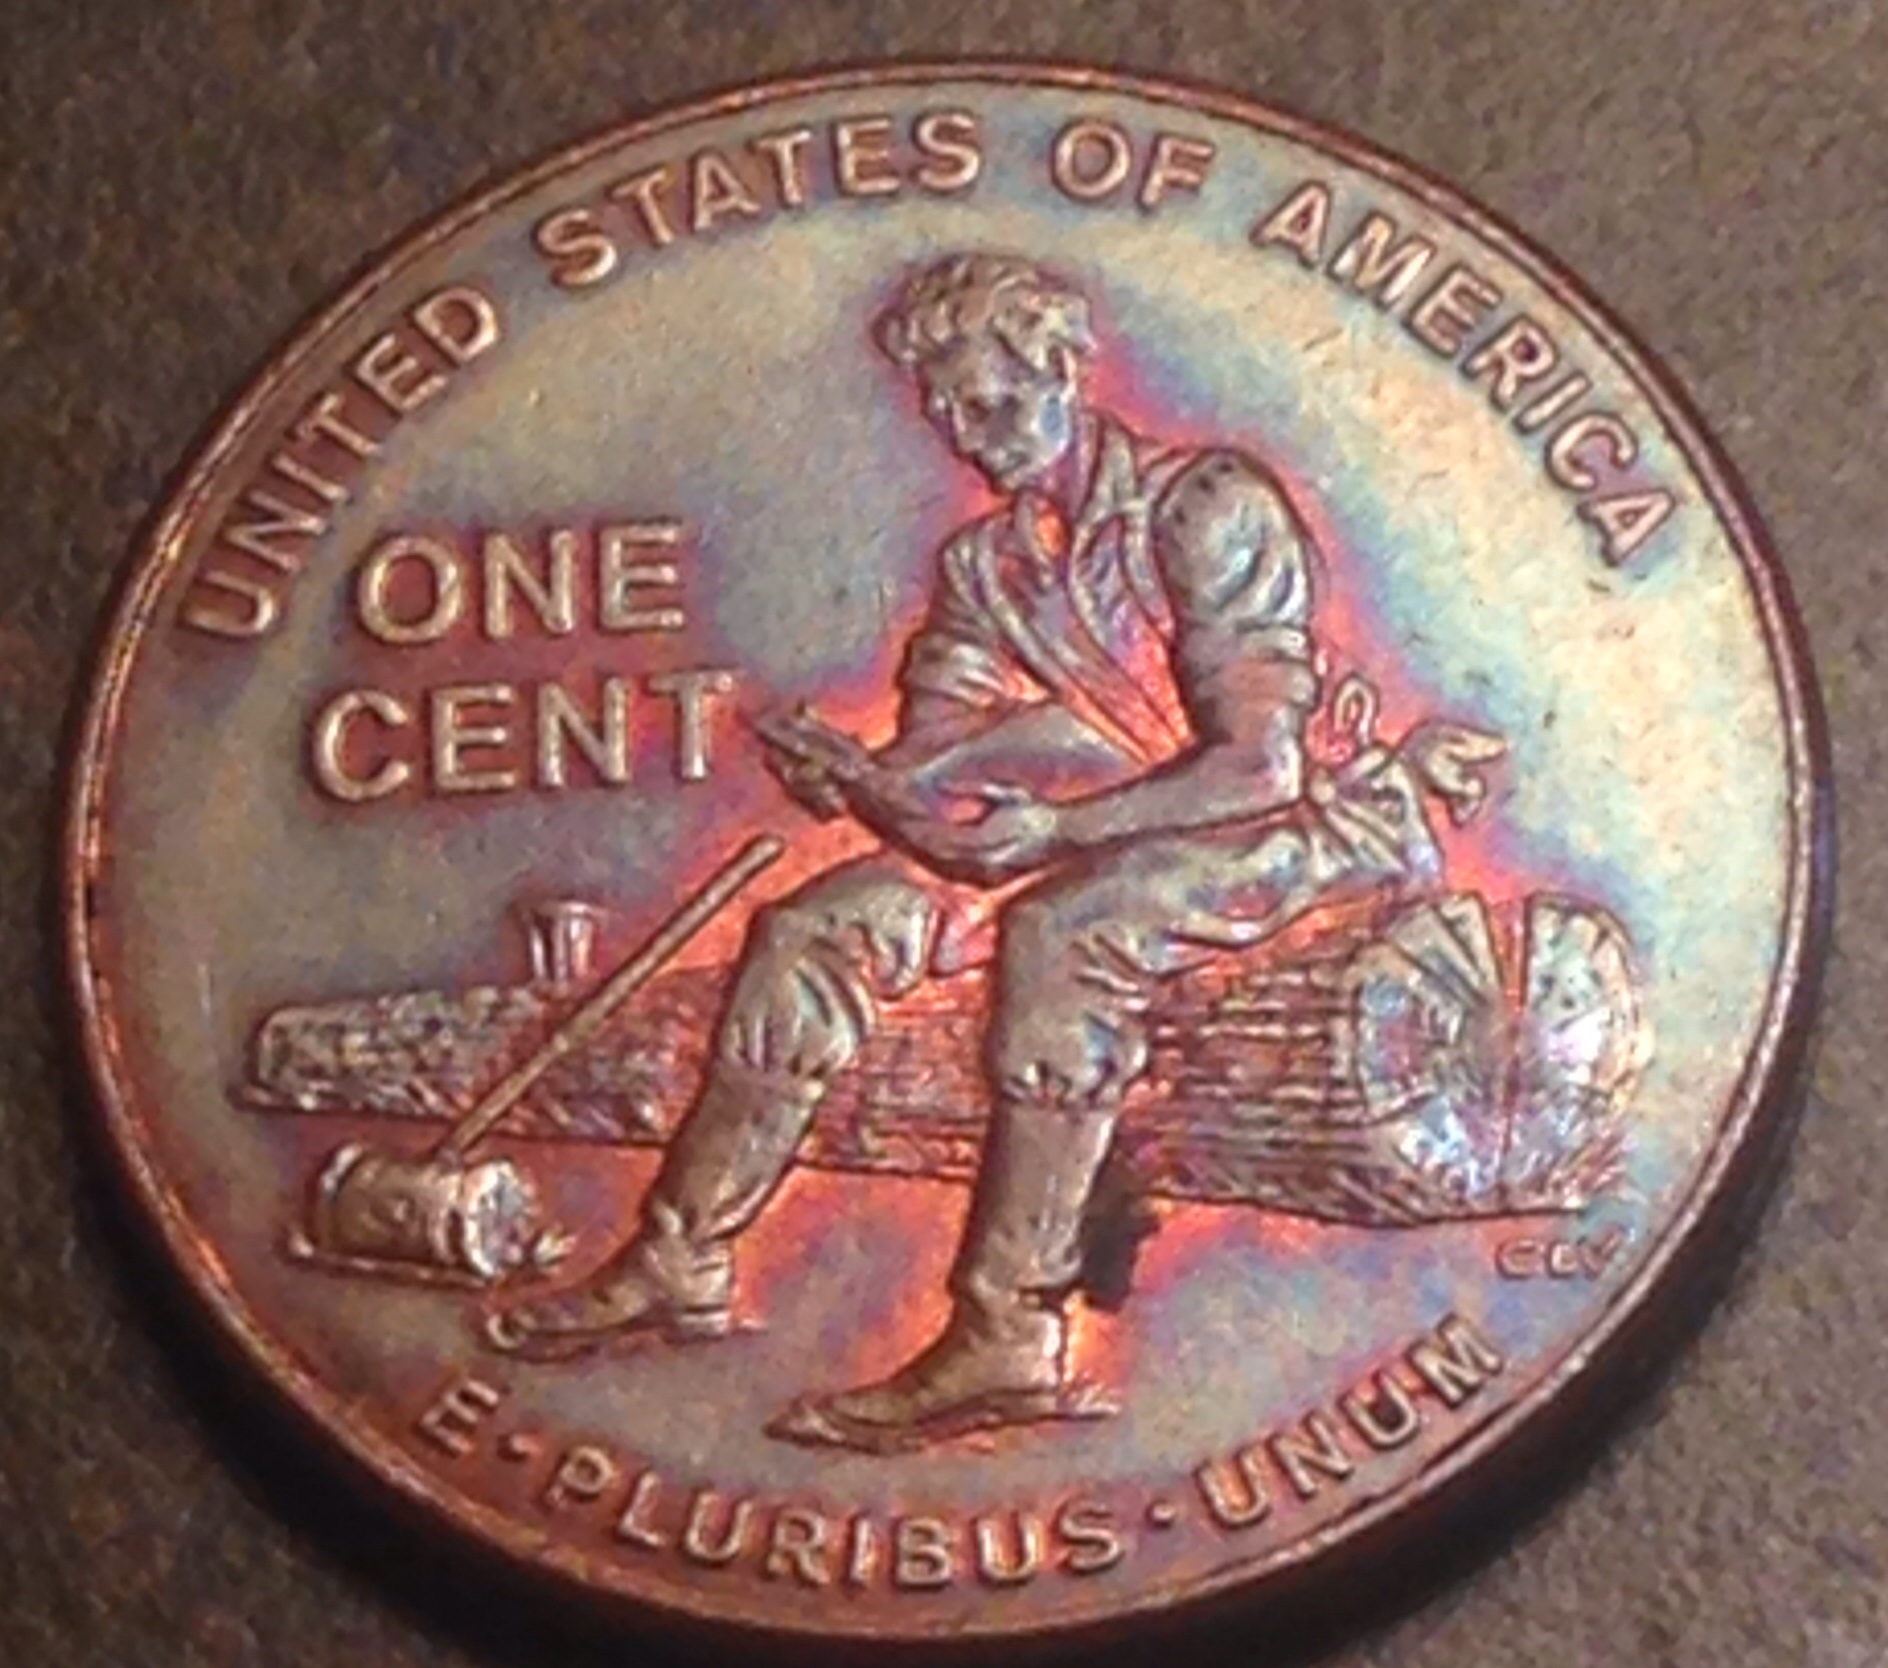 UNITED STATES OF AMERICA
ONE
CENT
E·PLURIBUS·UNUM